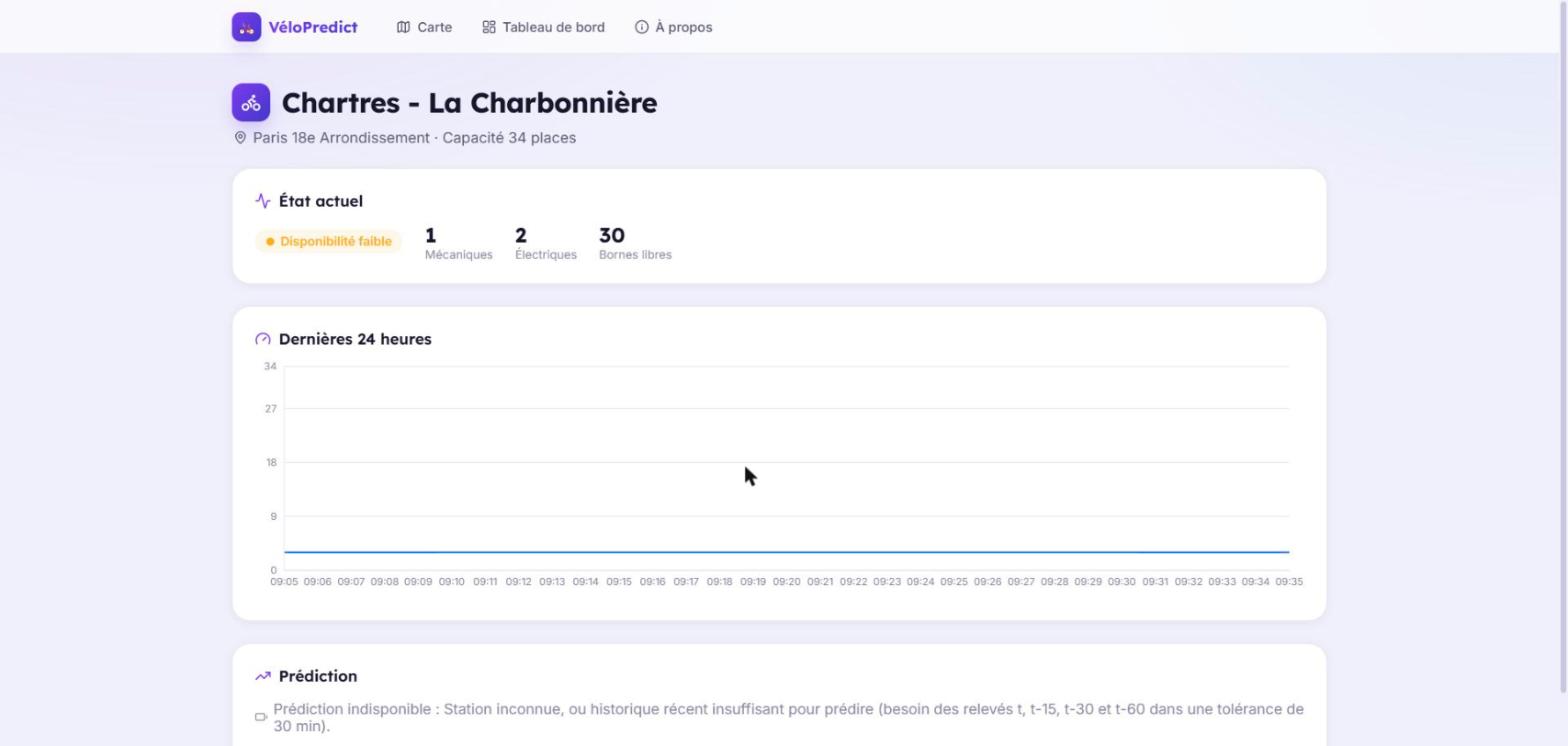 VéloPredict Carte Tableau de bord À propos
Chartres - La Charbonnière
Paris 18e Arrondissement · Capacité 34 places
État actuel
Disponibilité faible
1 2 30
Mécaniques Électriques Bornes libres
Dernières 24 heures
34
27
18
9
0
09:05 09:06 09:07 09:08 09:09 09:10 09:11 09:12 09:13 09:14 09:15 09:16 09:17 09:18 09:19 09:20 09:21 09:22 09:23 09:24 09:25 09:26 09:27 09:28 09:29 09:30 09:31 09:32 09:33 09:34 09:35
Prédiction
Prédiction indisponible : Station inconnue, ou historique récent insuffisant pour prédire (besoin des relevés t, t-15, t-30 et t-60 dans une tolérance de
30 min).